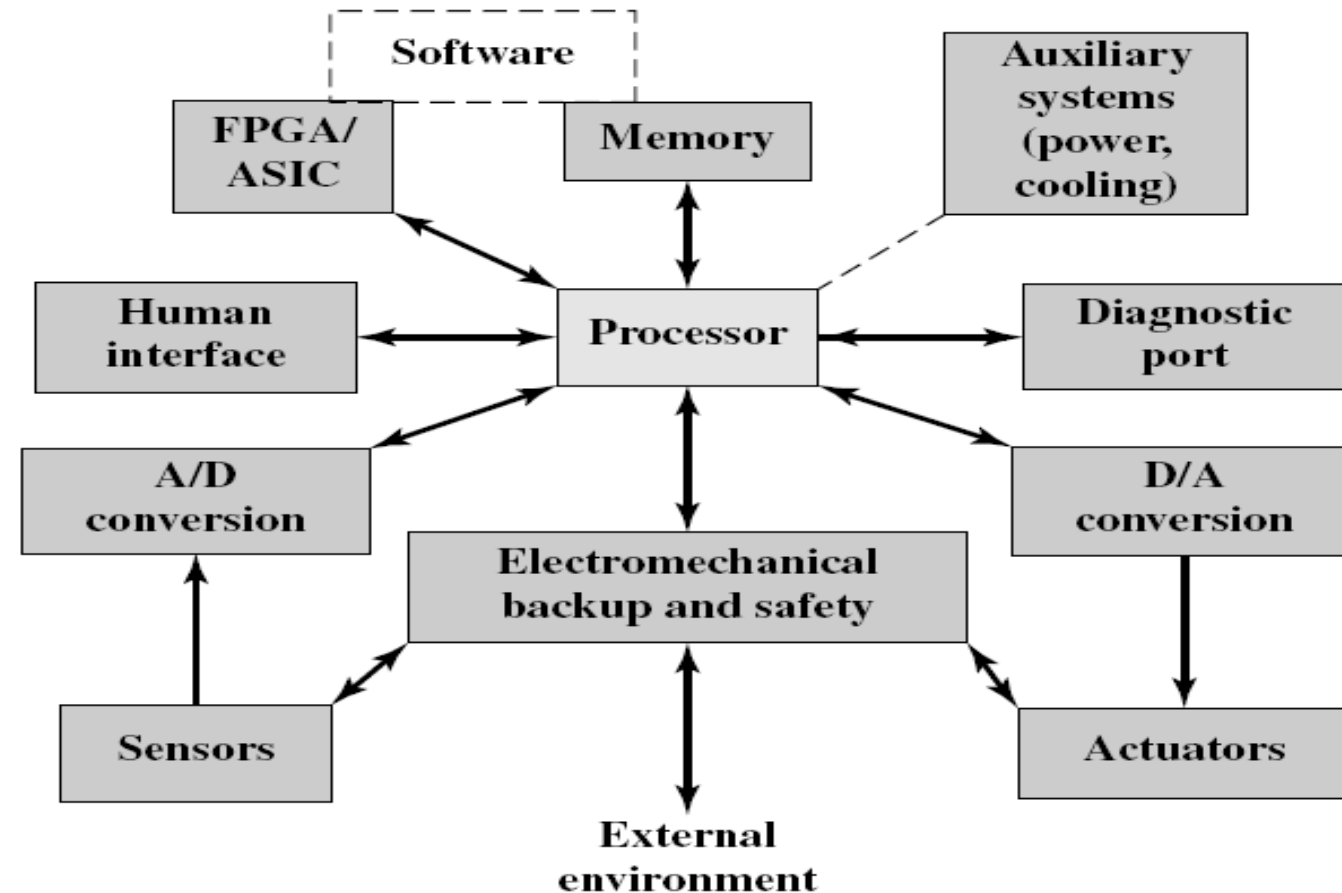 Software
Auxiliary
systems
(power,
cooling)
FPGA/
ASIC
Memory
Human
interface
Processor
Diagnostic
port
A/D
conversion
D/A
conversion
Electromechanical
backup and safety
Sensors
Actuators
External
environment